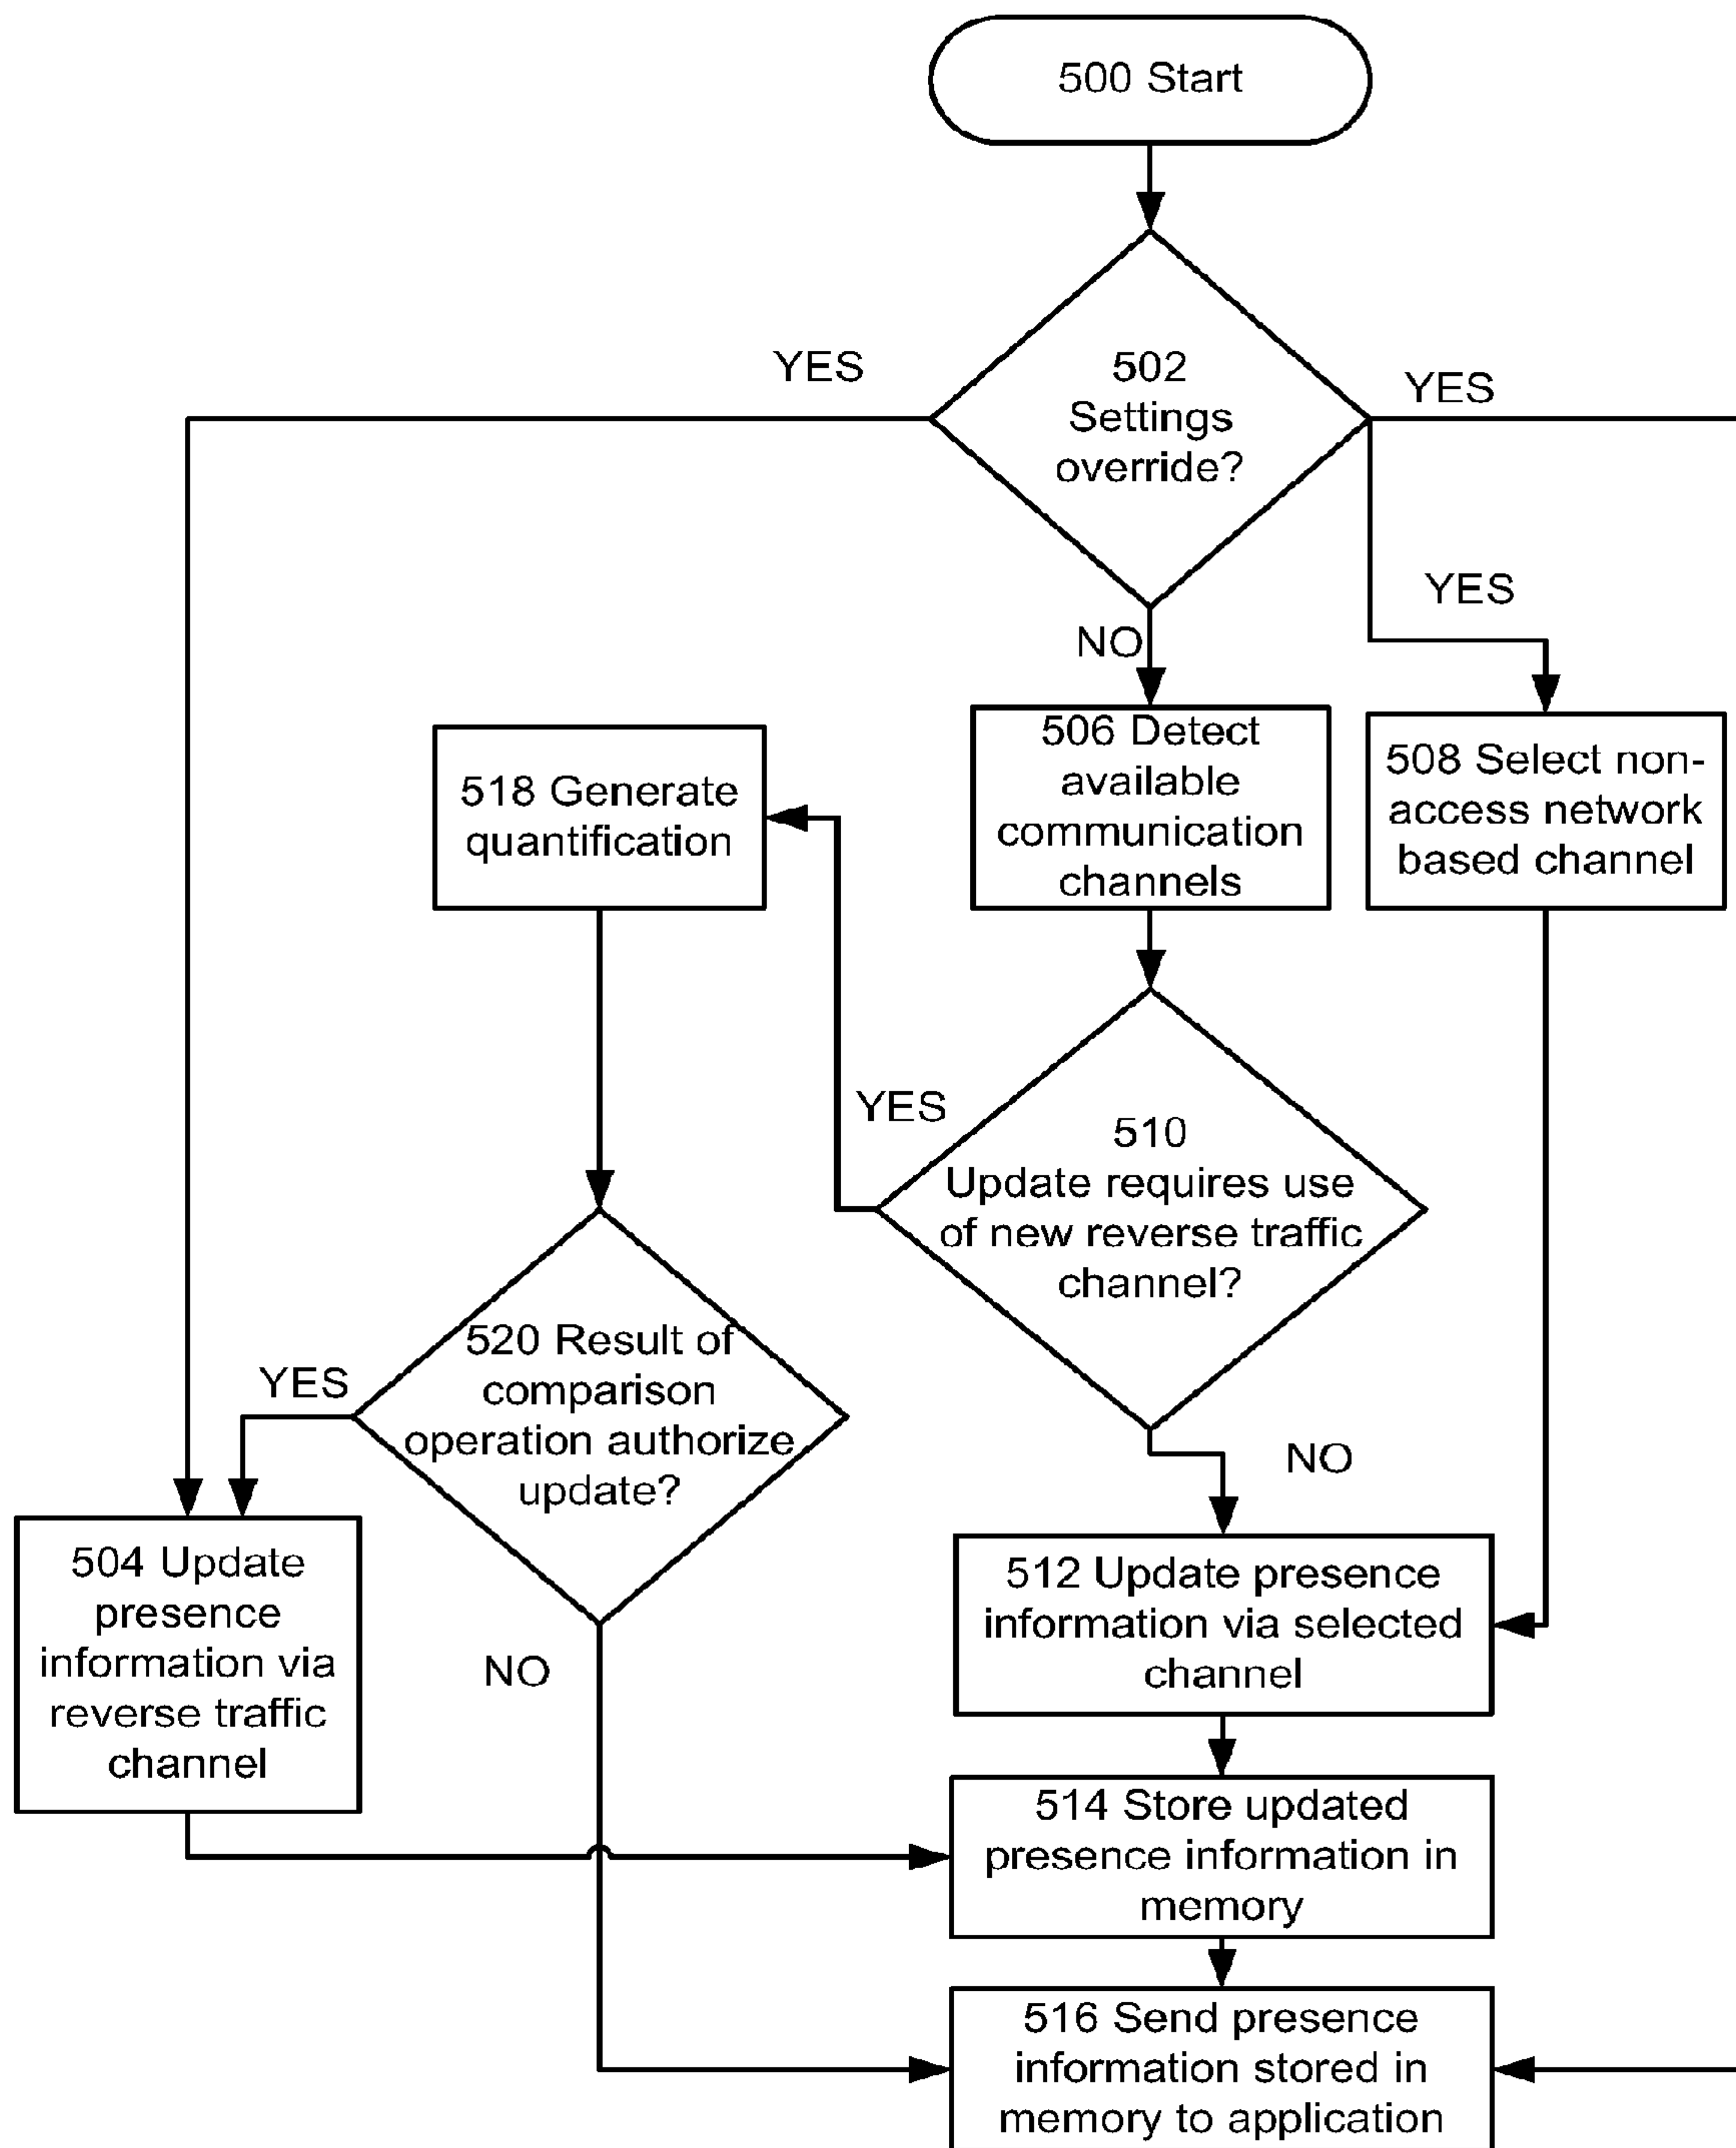 500 Start
502
Settings
override?
YES
YES
YES
NO
506 Detect
available
communication
channels
508 Select non-
access network
based channel
518 Generate
quantification
510
Update requires use
of new reverse traffic
channel?
YES
NO
520 Result of
comparison
operation authorize
update?
YES
NO
504 Update
presence
information via
reverse traffic
channel
512 Update presence
information via selected
channel
514 Store updated
presence information in
memory
516 Send presence
information stored in
memory to application